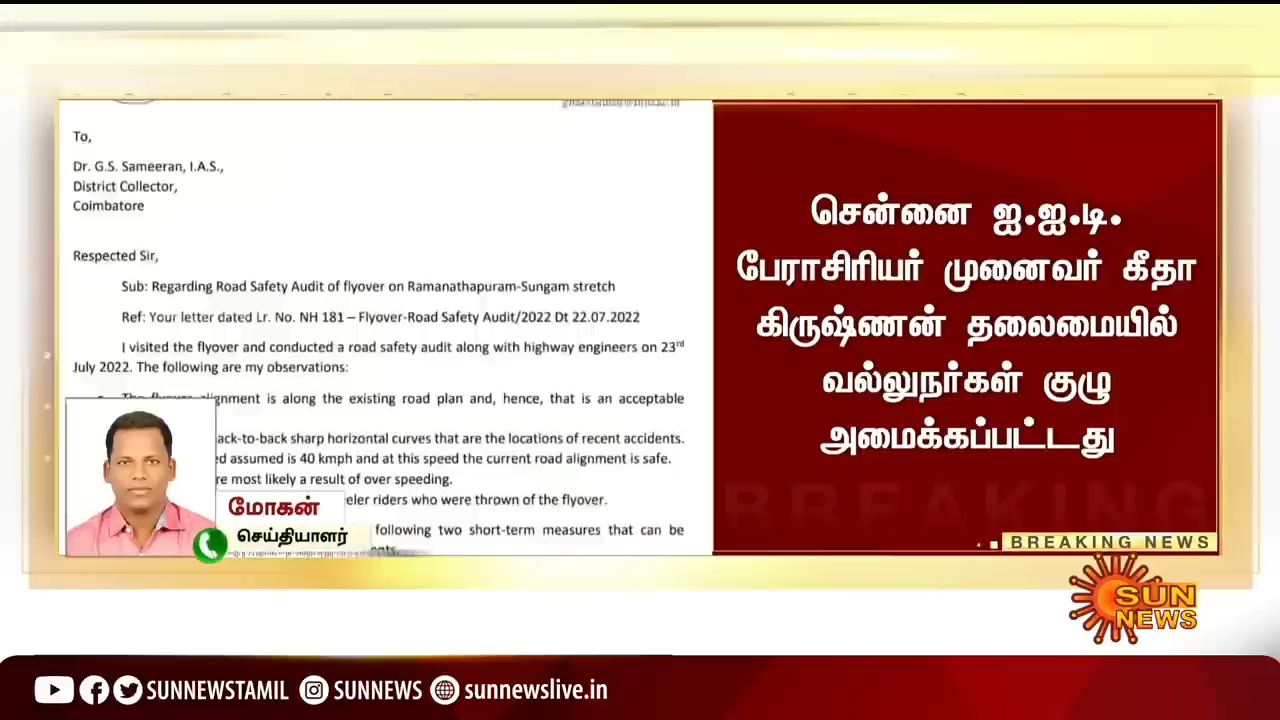 To,
Dr. G.S. Sameeran, I.A.S.,
District Collector,
Coimbatore
Respected Sir,
Sub: Regarding Road Safety Audit of flyover on Ramanathapuram-Sungam stretch
Ref: Your letter dated Lr. No. NH 181 – Flyover-Road Safety Audit/2022 Dt 22.07.2022
I visited the flyover and conducted a road safety audit along with highway engineers on 23rd
July 2022. The following are my observations:
is along the existing road plan and, hence, that is an acceptable
ack-to-back sharp horizontal curves that are the locations of recent accidents.
d assumed is 40 kmph and at this speed the current road alignment is safe.
re most likely a result of over speeding.
eler riders who were thrown of the flyover.
following two short-term measures that can be
மோகன்
செய்தியாளர்
சென்னை ஐ.ஐ.டி.
பேராசிரியர் முனைவர் கீதா
கிருஷ்ணன் தலைமையில்
வல்லுநர்கள் குழு
அமைக்கப்பட்டது
BREAKING
BREAKING NEWS
SUN
NEWS
SUNNEWSTAMIL SUNNEWS sunnewslive.in